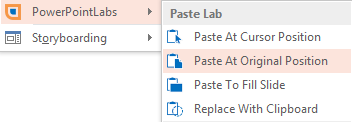 PowerPointLabs
Storyboarding
Paste Lab
Paste At Cursor Position
Paste At Original Position
Paste To Fill Slide
Replace With Clipboard